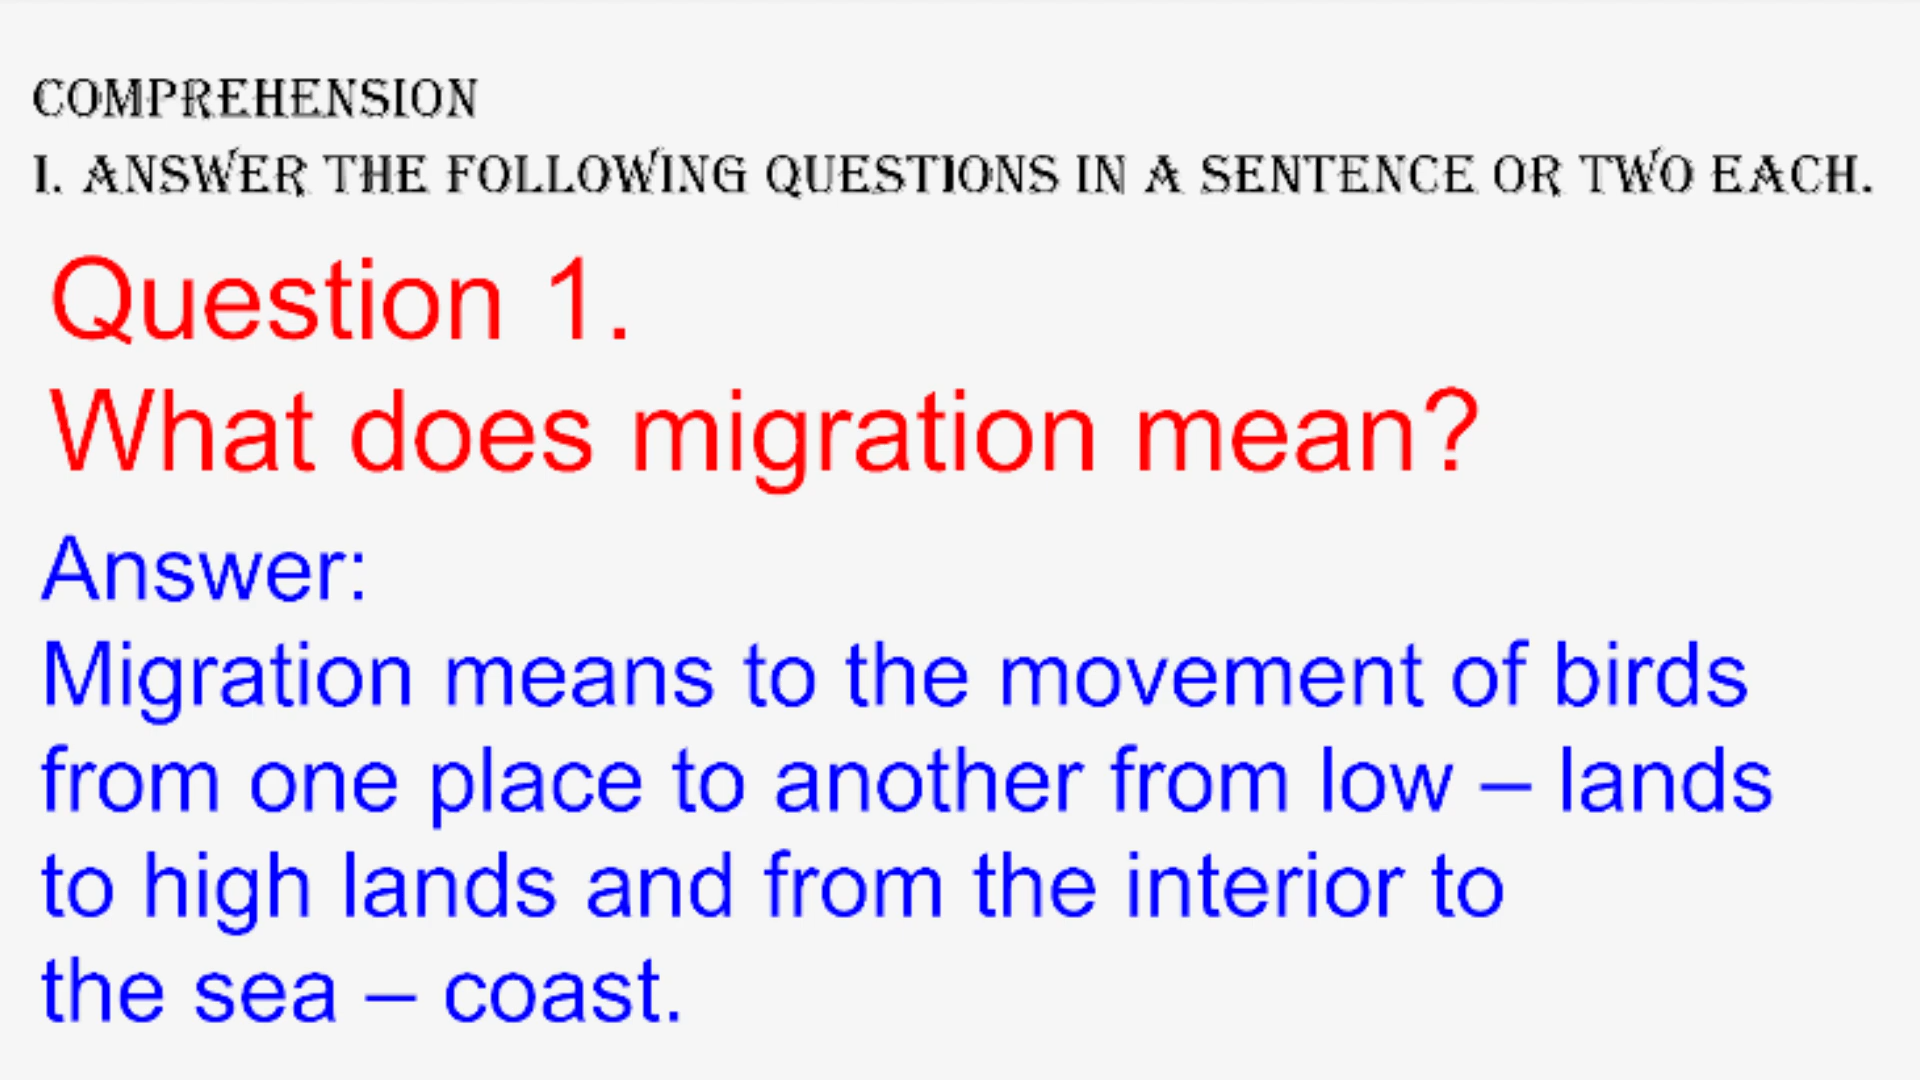 COMPREHENSION
I. ANSWER THE FOLLOWING QUESTIONS IN A SENTENCE OR TWO EACH.
Question 1.
What does migration mean?
Answer:
Migration means to the movement of birds
from one place to another from low – lands
to high lands and from the interior to
the sea – coast.